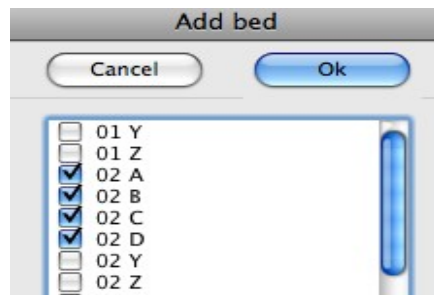 Add bed
Cancel Ok
01 Y
01 Z
02 A
02 B
02 C
02 D
02 Y
02 Z